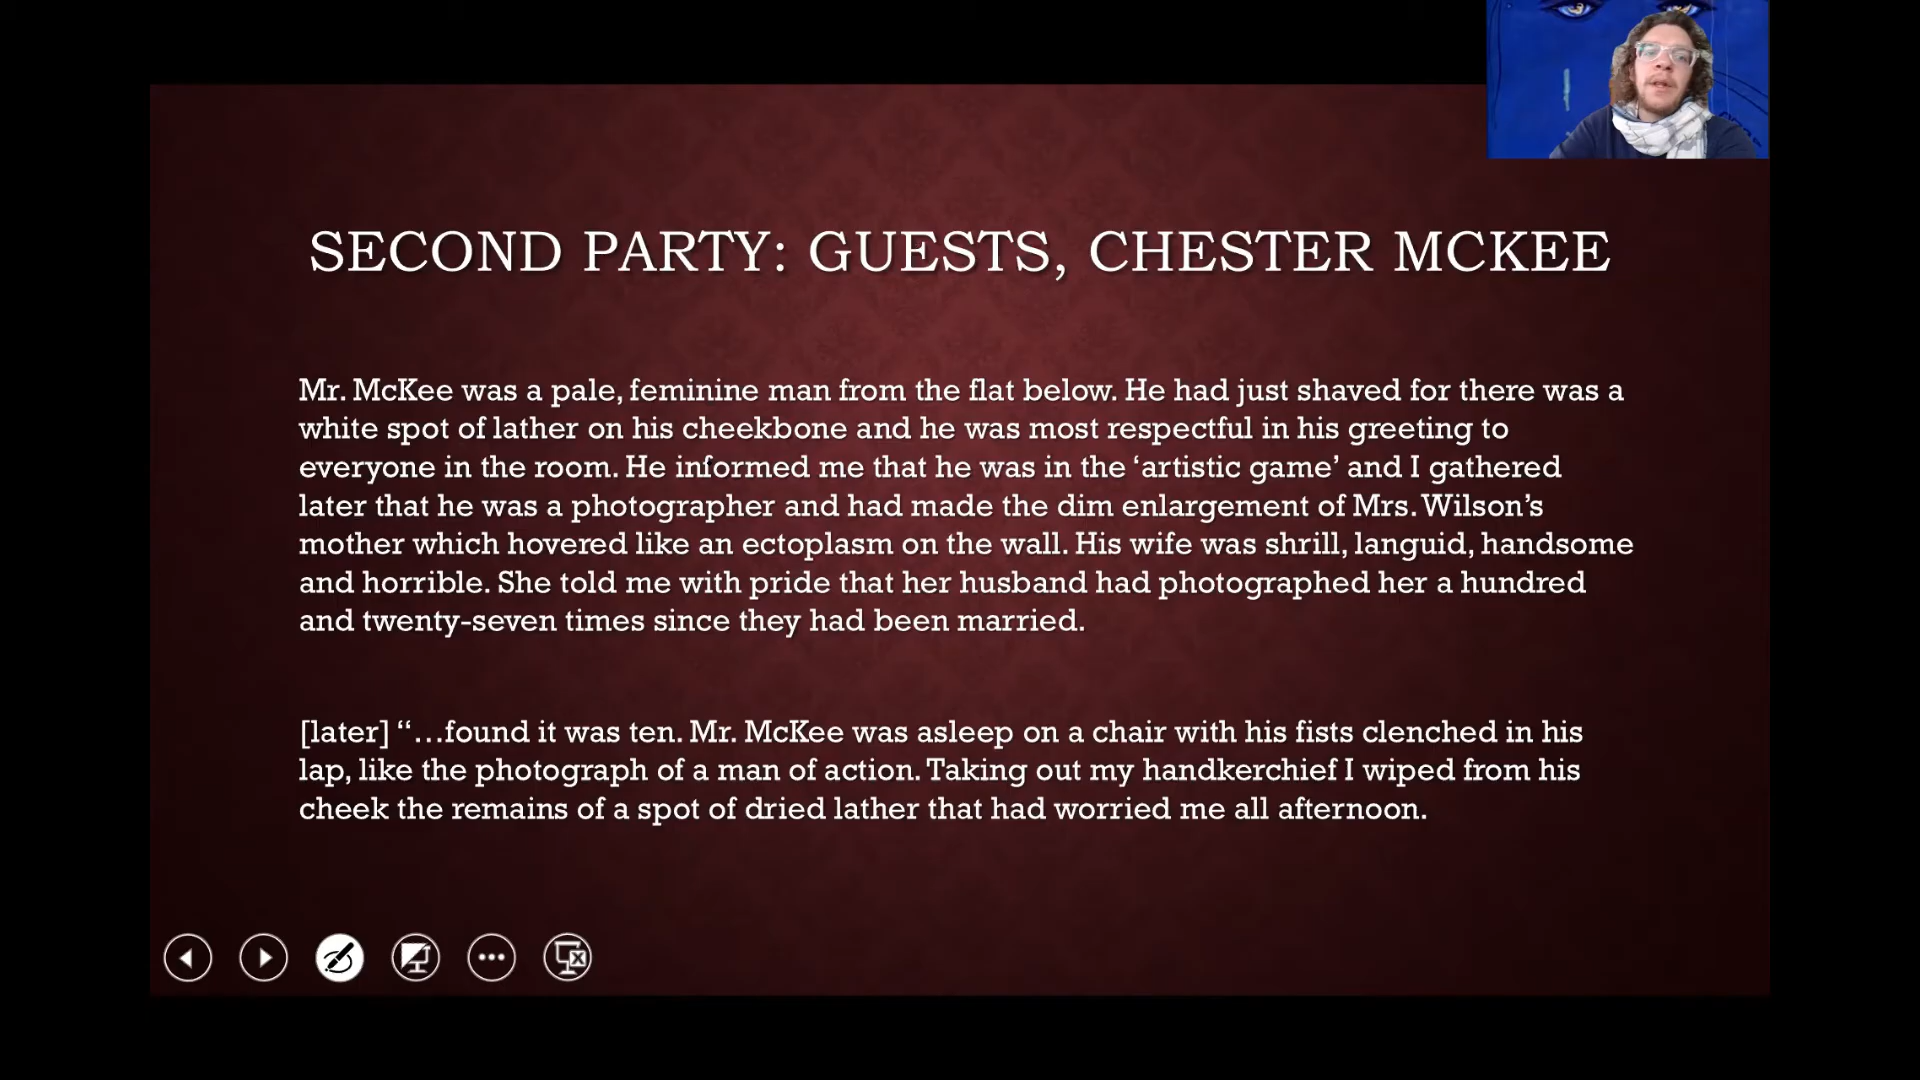 SECOND PARTY: GUESTS, CHESTER MCKEE
Mr. McKee was a pale, feminine man from the flat below. He had just shaved for there was a
white spot of lather on his cheekbone and he was most respectful in his greeting to
everyone in the room. He informed me that he was in the ‘artistic game’ and I gathered
later that he was a photographer and had made the dim enlargement of Mrs. Wilson’s
mother which hovered like an ectoplasm on the wall. His wife was shrill, languid, handsome
and horrible. She told me with pride that her husband had photographed her a hundred
and twenty-seven times since they had been married.
[later] “…found it was ten. Mr. McKee was asleep on a chair with his fists clenched in his
lap, like the photograph of a man of action. Taking out my handkerchief I wiped from his
cheek the remains of a spot of dried lather that had worried me all afternoon.